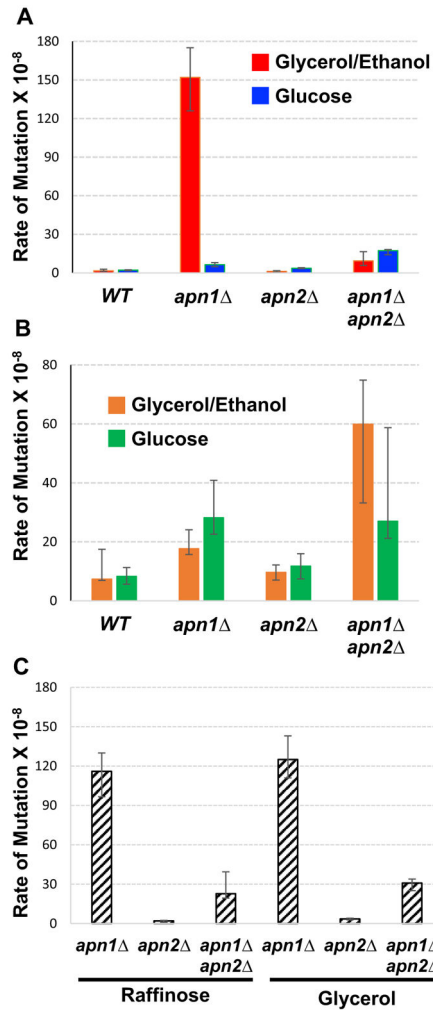 A
Rate of Mutation X 10-8
180
150
120
90
60
30
0
Glycerol/Ethanol
Glucose
WT apn1Δ apn2Δ apn1Δ
apn2Δ
B
Rate of Mutation X 10-8
80
60
40
20
0
Glycerol/Ethanol
Glucose
WT apn1Δ apn2Δ apn1Δ
apn2Δ
C
Rate of Mutation X 10-8
180
150
120
90
60
30
0
apn1Δ apn2Δ apn1Δ apn1Δ apn2Δ apn1Δ
apn2Δ apn2Δ
Raffinose Glycerol